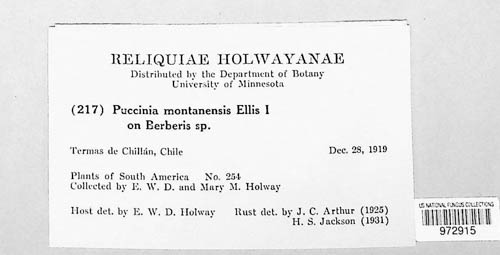 RELIQUIAE HOLWAYANAE
Distributed by the Department of Botany
University of Minnesota
(217) Puccinia montanensis Ellis I
on Berberis sp.
Termas de Chillán, Chile Dec. 28, 1919
Plants of South America No. 254
Collected by E. W. D. and Mary M. Holway
Host det. by E. W. D. Holway Rust det. by J. C. Arthur (1925)
H. S. Jackson (1931)
US NATIONAL FUNGUS COLLECTIONS
972915